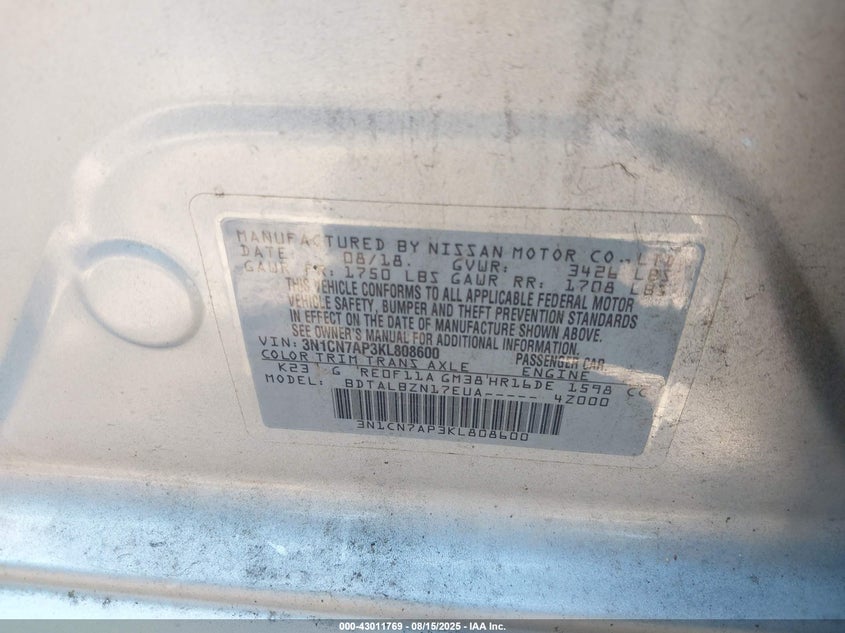 MANUFACTURED BY NISSAN MOTOR CO., LTD
DATE: 08/18. GVWR: 3426 LBS
GAWR FR: 1750 LBS GAWR RR: 1708 LBS
THIS VEHICLE CONFORMS TO ALL APPLICABLE FEDERAL MOTOR
VEHICLE SAFETY, BUMPER AND THEFT PREVENTION STANDARDS
IN EFFECT ON THE DATE OF MANUFACTURE SHOWN ABOVE.
SEE OWNER'S MANUAL FOR ADDITIONAL INFORMATION.
VIN: 3N1CN7AP3KL808600 PASSENGER CAR
COLOR TRIM TRANS AXLE ENGINE
K23 G RE0F11A GM38 HR16DE 1598 CC
MODEL: BDTALBZN17EUA----- 4Z000
3N1CN7AP3KL808600
000-43011769 - 08/15/2025 - IAA Inc.